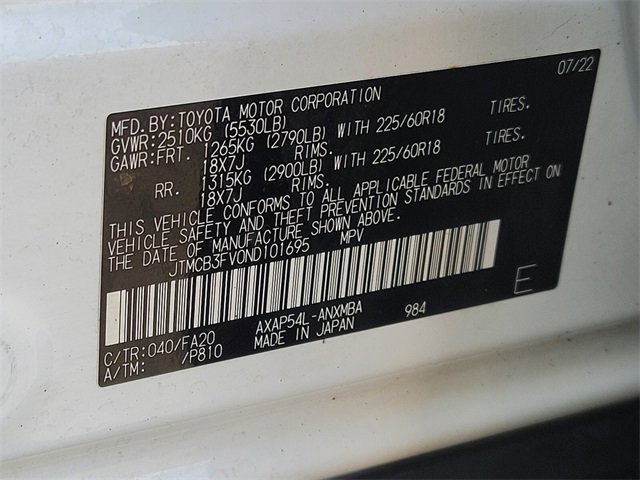 07/22
MFD.BY:TOYOTA MOTOR CORPORATION
GVWR:2510KG (5530LB)
GAWR:FRT. 1265KG (2790LB) WITH 225/60R18 TIRES.
18X7J RIMS.
RR. 1315KG (2900LB) WITH 225/60R18 TIRES.
18X7J RIMS.
THIS VEHICLE CONFORMS TO ALL APPLICABLE FEDERAL MOTOR
VEHICLE SAFETY AND THEFT PREVENTION STANDARDS IN EFFECT ON
THE DATE OF MANUFACTURE SHOWN ABOVE.
JTMCB3FV0ND101695 MPV
E
C/TR:040/FA20 AXAP54L-ANXMBA 984
A/TM: /P810 MADE IN JAPAN